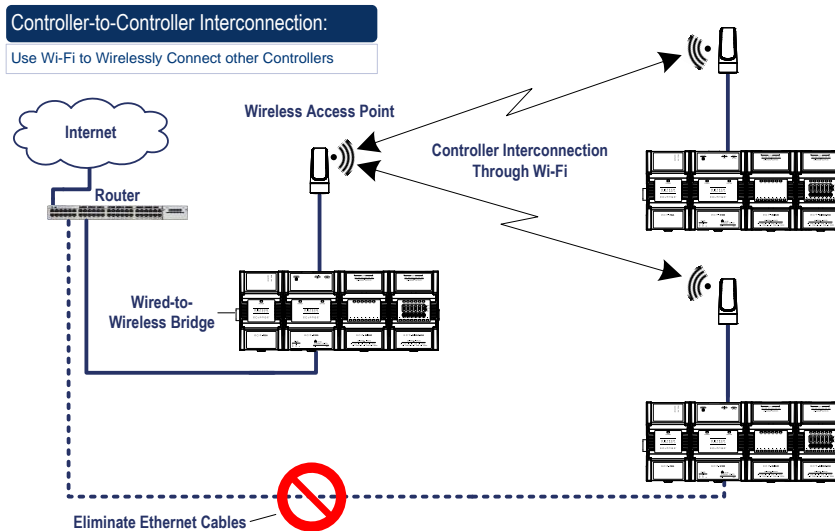 Controller-to-Controller Interconnection:
Use Wi-Fi to Wirelessly Connect other Controllers
Wireless Access Point
Internet
Controller Interconnection
Through Wi-Fi
Router
Wired-to-
Wireless Bridge
Eliminate Ethernet Cables